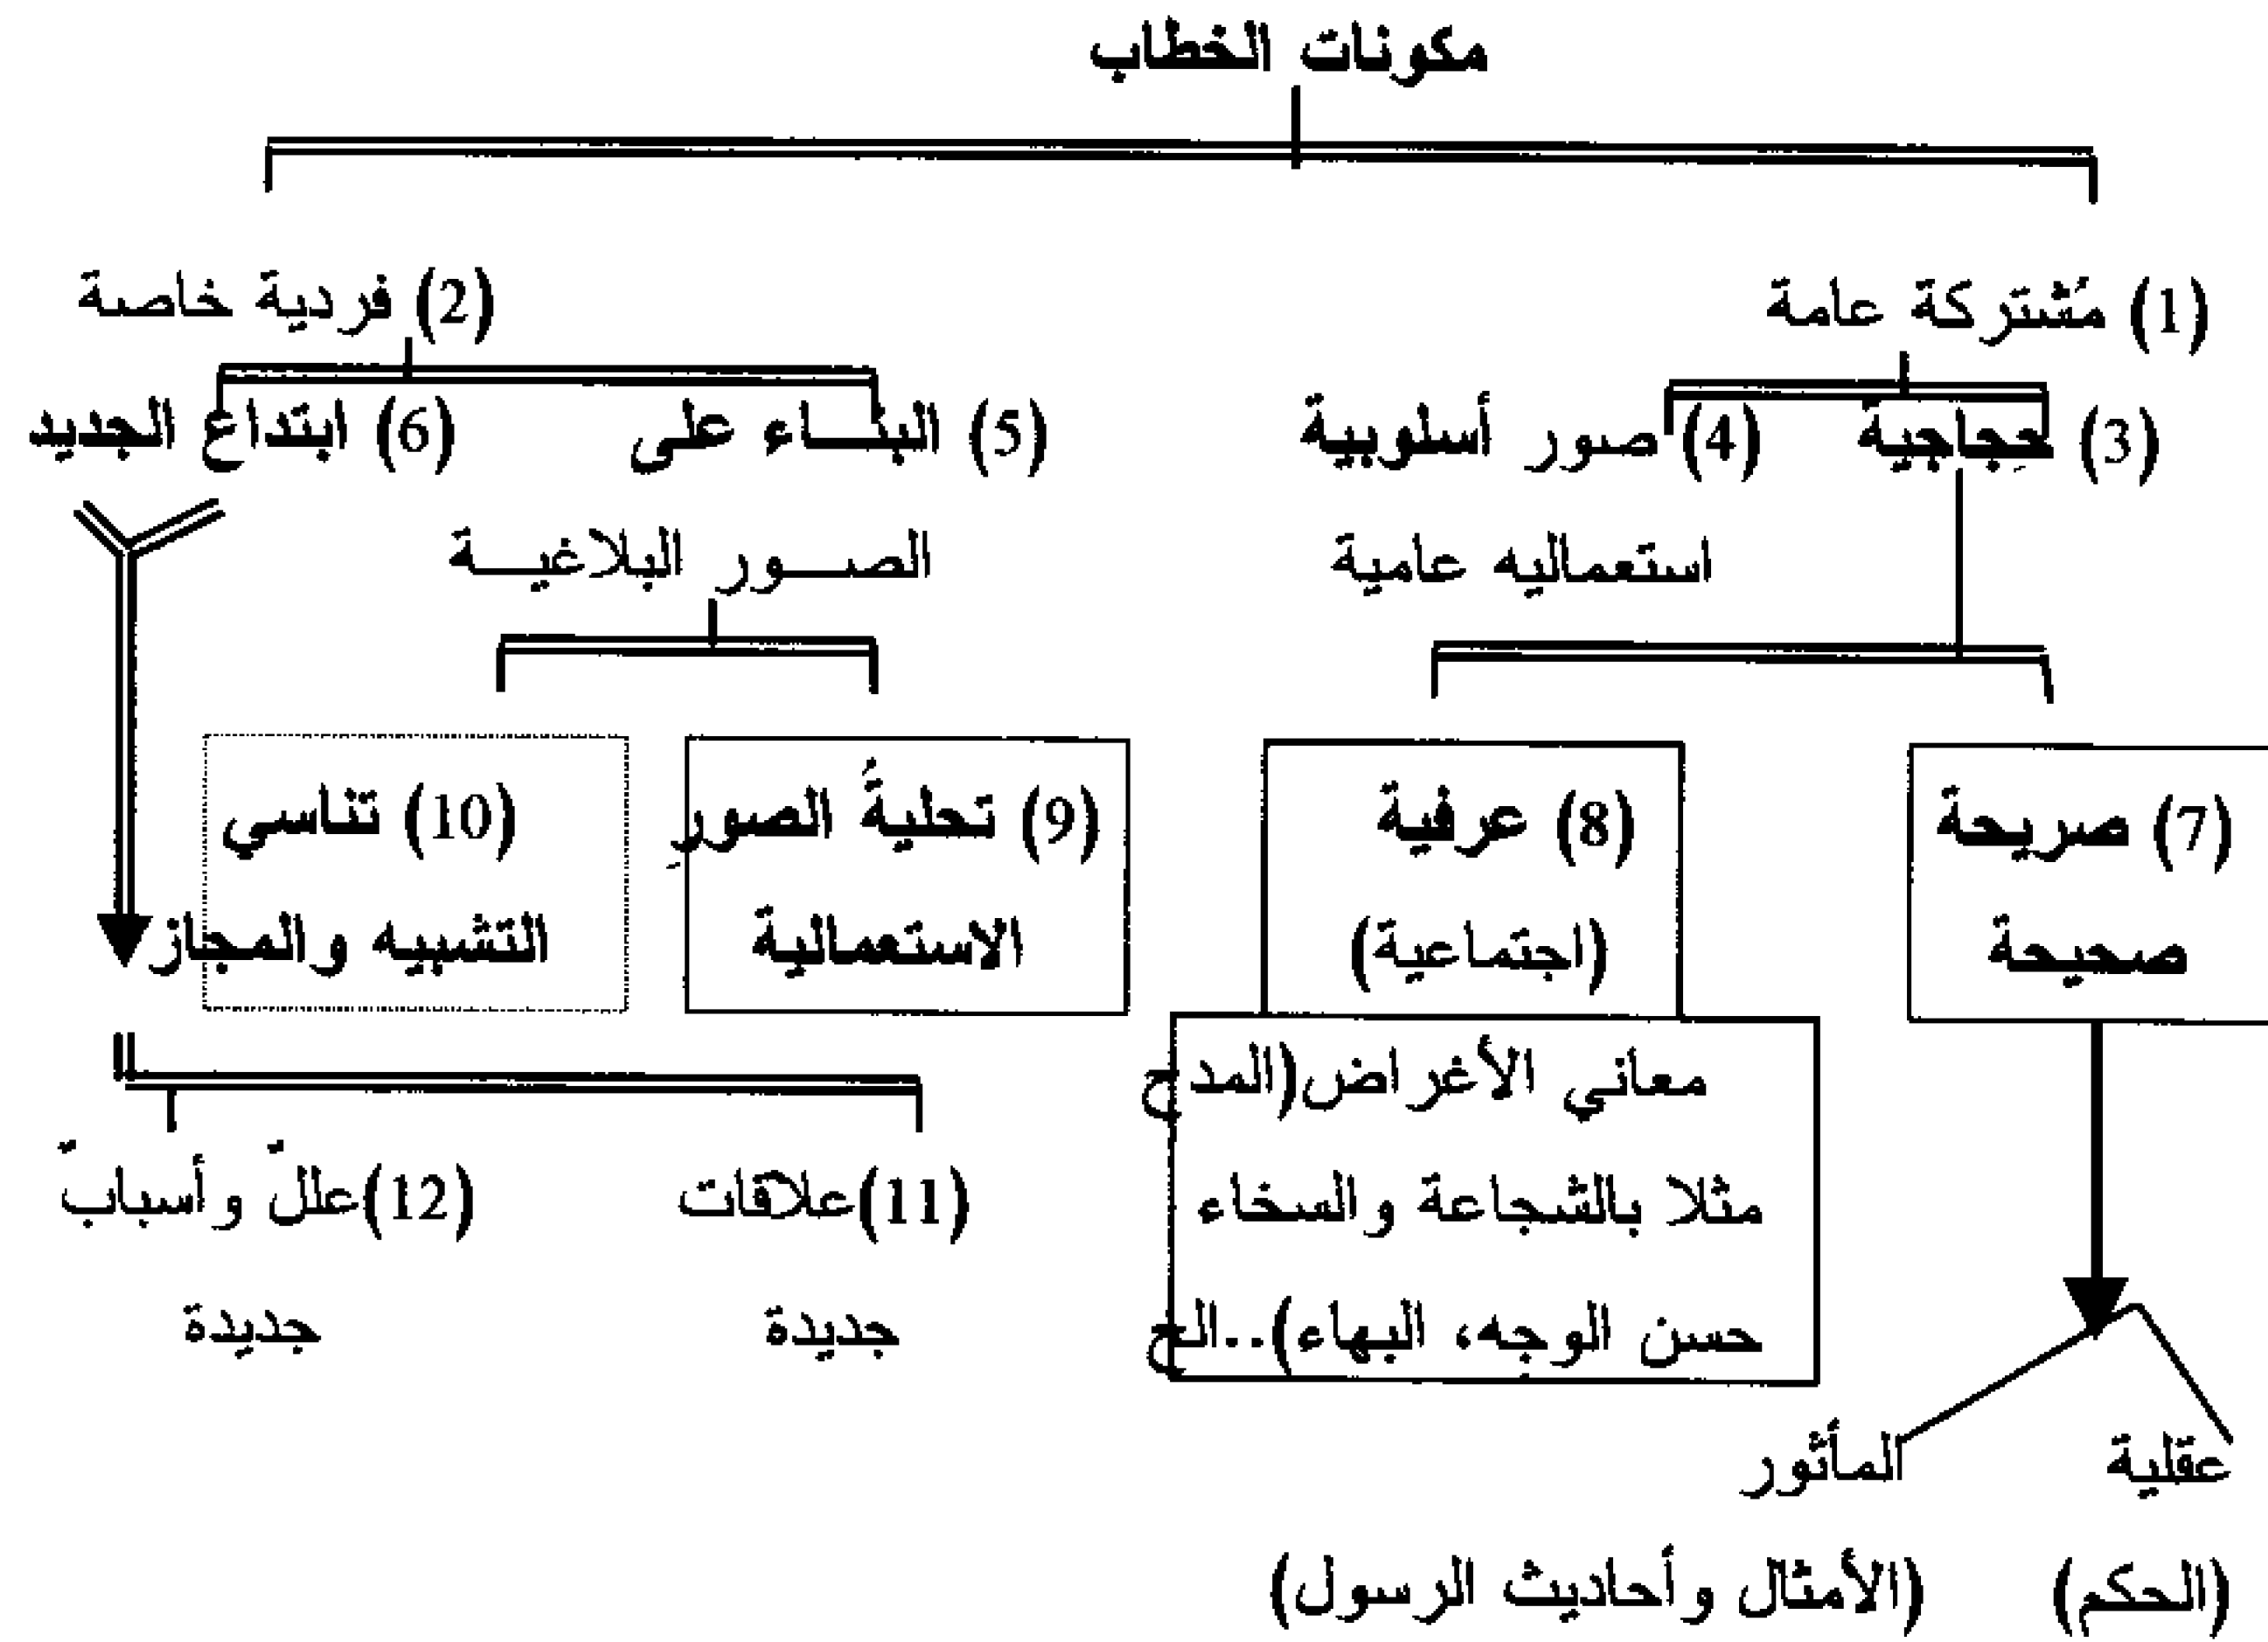 مكونات الخطاب
(1) مُشتركة عامة
(2) فردية خاصة
(3) حِجاجية
(4) صور أسلوبية
استعماليه عامية
(5) البنــاء على
الصــور البلاغيــة
(6) ابتداع الجديد
(7) صريحة
صحيحة
(8) عرفية
(اجتماعية)
(9) تحليةُ الصورِ
الاستعمالية
(10) تناسي
التشبيه والمجاز
معاني الأغراض(المدح
مثلا بالشجاعة والسخاء
حسن الوجه، البهاء)..الخ
(11)علاقات
جديدة
(12)عللّ وأسبابّ
جديدة
عقلية
(الحكم)
المأثور
(الأمثال وأحاديث الرسول)